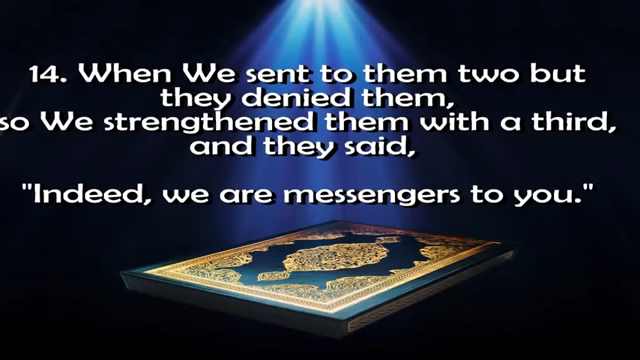 14. When We sent to them two but
they denied them,
so We strengthened them with a third,
and they said,
"Indeed, we are messengers to you."